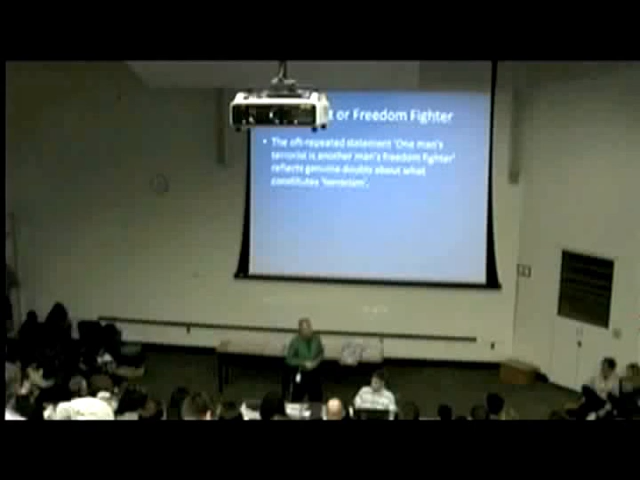 t or Freedom Fighter
• The oft-repeated statement 'One man's
terrorist is another man's freedom fighter'
reflects genuine doubts about what
constitutes 'terrorism'.